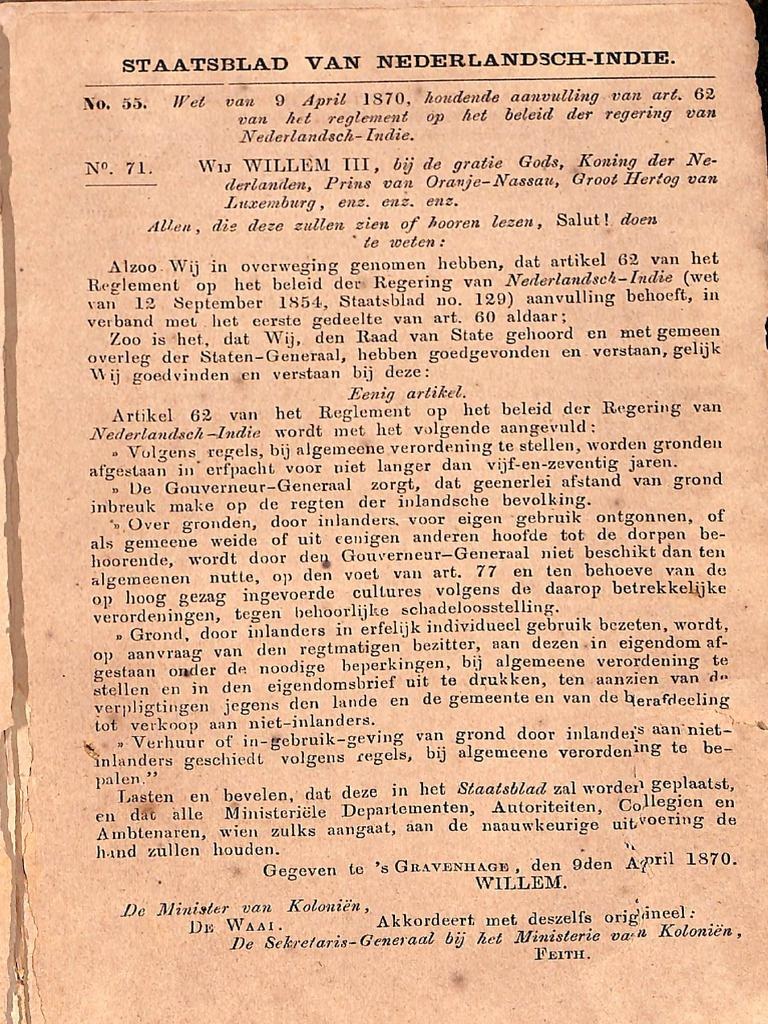 STAATSBLAD VAN NEDERLANDSCH-INDIE.
No. 55. Wet van 9 April 1870, houdende aanvulling van art. 62
van het reglement op het beleid der regering van
Nederlandsch-Indie.
No. 71. WIJ WILLEM III, bij de gratie Gods, Koning der Ne-
derlanden, Prins van Oranje-Nassau, Groot Hertog van
Luxemburg, enz. enz. enz.
Allen, die deze zullen zien of hooren lezen, Salut! doen
te weten:
Alzoo Wij in overweging genomen hebben, dat artikel 62 van het
Reglement op het beleid der Regering van Nederlandsch-Indie (wet
van 12 September 1854, Staatsblad no. 129) aanvulling behoeft, in
verband met het eerste gedeelte van art. 60 aldaar;
Zoo is het, dat Wij, den Raad van State gehoord en met gemeen
overleg der Staten-Generaal, hebben goedgevonden en verstaan, gelijk
Wij goedvinden en verstaan bij deze:
Eenig artikel.
Artikel 62 van het Reglement op het beleid der Regering van
Nederlandsch-Indie wordt met het volgende aangevuld:
» Volgens regels, bij algemeene verordening te stellen, worden gronden
afgestaan in erfpacht voor niet langer dan vijf-en-zeventig jaren.
» De Gouverneur-Generaal zorgt, dat geenerlei afstand van grond
inbreuk make op de regten der inlandsche bevolking.
» Over gronden, door inlanders. voor eigen gebruik ontgonnen, of
als gemeene weide of uit eenigen anderen hoofde tot de dorpen be-
hoorende, wordt door den Gouverneur-Generaal niet beschikt dan ten
algemeenen nutte, op den voet van art. 77 en ten behoeve van de
op hoog gezag ingevoerde cultures volgens de daarop betrekkelijke
verordeningen, tegen behoorlijke schadeloosstelling.
» Grond, door inlanders in erfelijk individueel gebruik bezeten, wordt,
op aanvraag van den regtmatigen bezitter, aan dezen in eigendom af-
gestaan onder de noodige beperkingen, bij algemeene verordening te
stellen en in den eigendomsbrief uit te drukken, ten aanzien van de
verpligtingen jegens den lande en de gemeente en van de
tot verkoop aan niet-inlanders.
» Verhuur of in-gebruik-geving van grond door inlanders aan niet-
inlanders geschiedt volgens regels, bij algemeene verordening te be-
palen.”
Lasten en bevelen, dat deze in het Staatsblad zal worden geplaatst,
en dat alle Ministeriële Departementen, Autoriteiten, Collegien en
Ambtenaren, wien zulks aangaat, aan de naauwkeurige uitvoering de
hand zullen houden.
Gegeven te 's GRAVENHAGE, den 9den April 1870.
WILLEM.
De Minister van Koloniën,
DE WAAL. Akkordeert met deszelfs origineel:
De Sekretaris-Generaal bij het Ministerie van Koloniën,
FEITH.